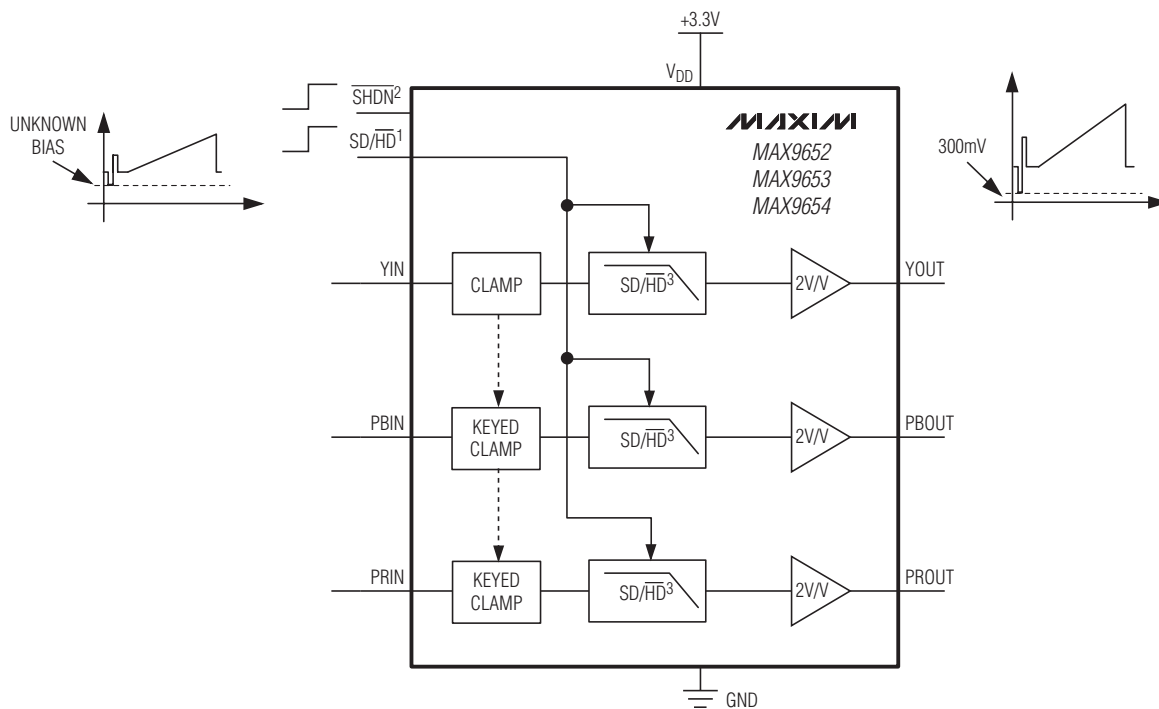 +3.3V
VDD
SHDN²
SD/HD¹
UNKNOWN
BIAS
MAXIM
MAX9652
MAX9653
MAX9654
300mV
YIN
CLAMP
SD/HD³
2V/V
YOUT
PBIN
KEYED
CLAMP
SD/HD³
2V/V
PBOUT
PRIN
KEYED
CLAMP
SD/HD³
2V/V
PROUT
GND